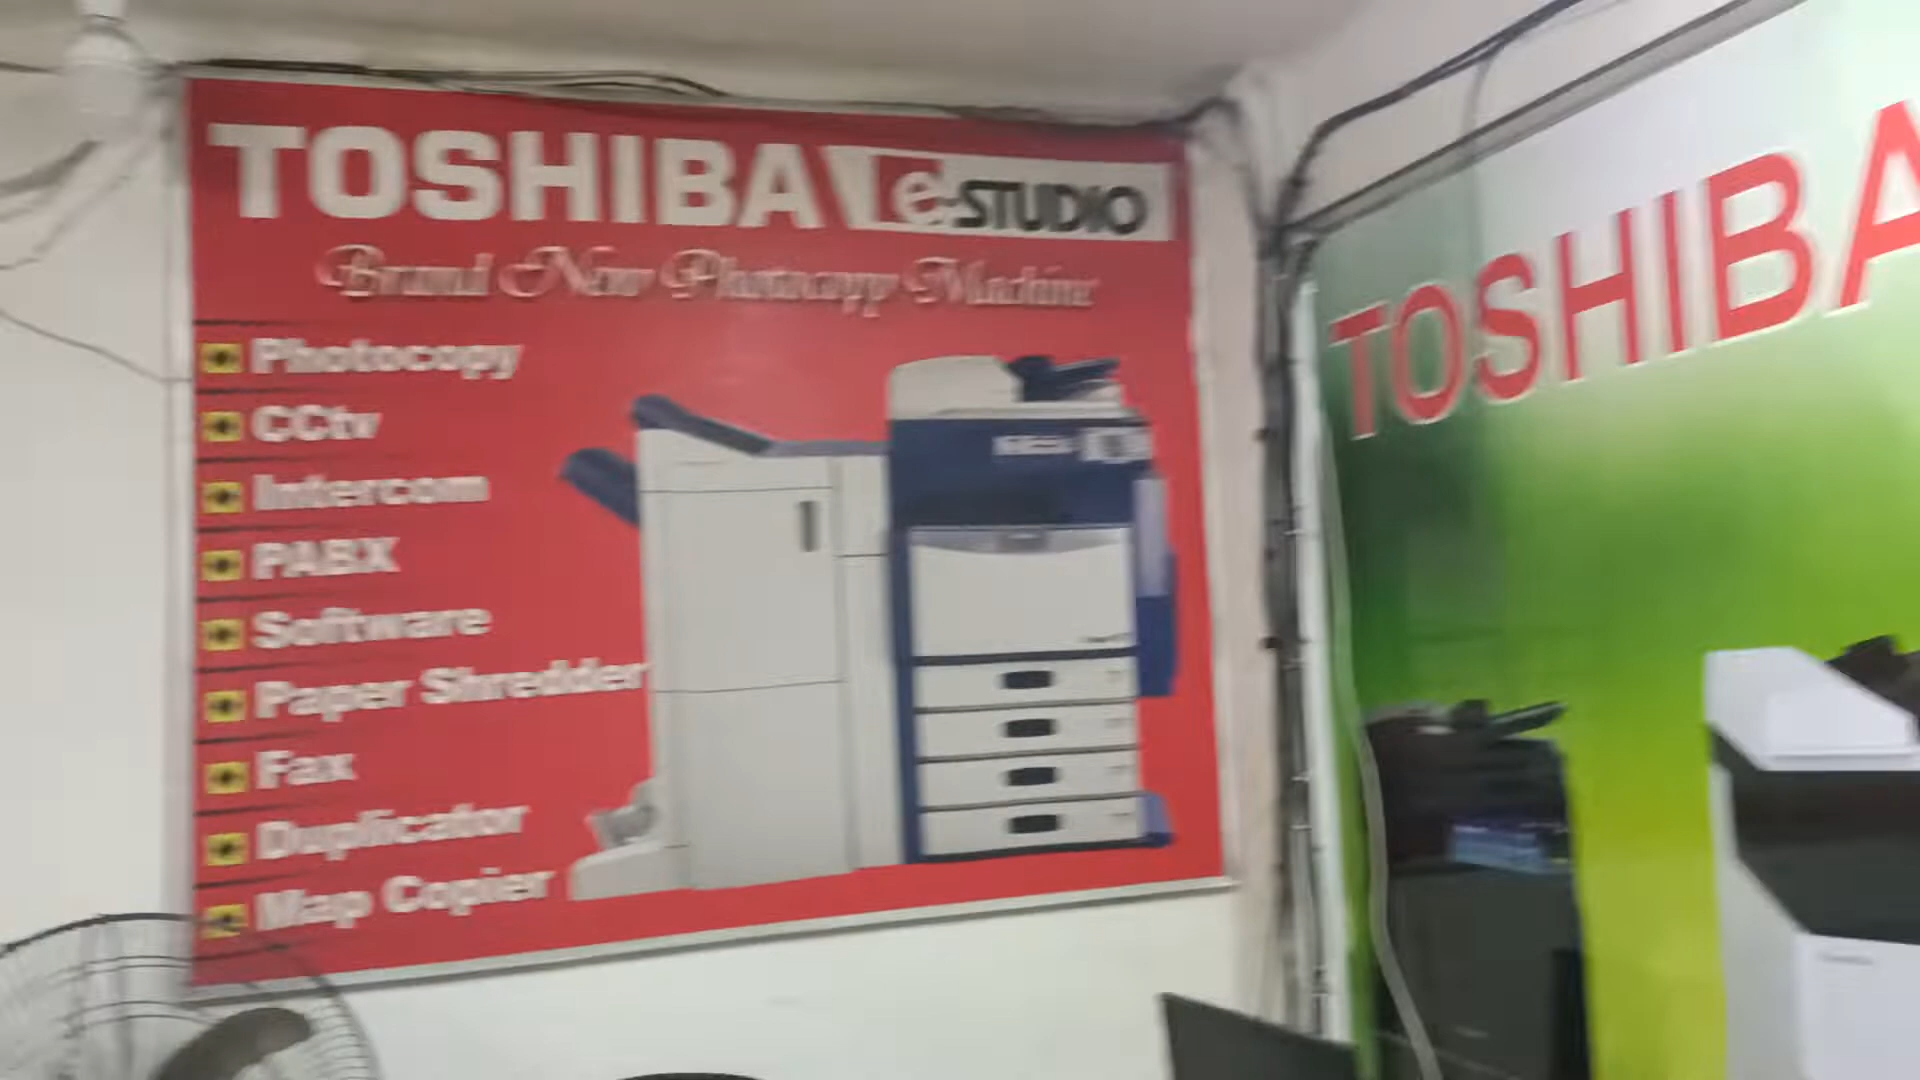 TOSHIBA e-STUDIO
Brand New Photocopy Machine
Photocopy
CCtv
Intercom
PABX
Software
Paper Shredder
Fax
Duplicator
Map Copier
TOSHIBA